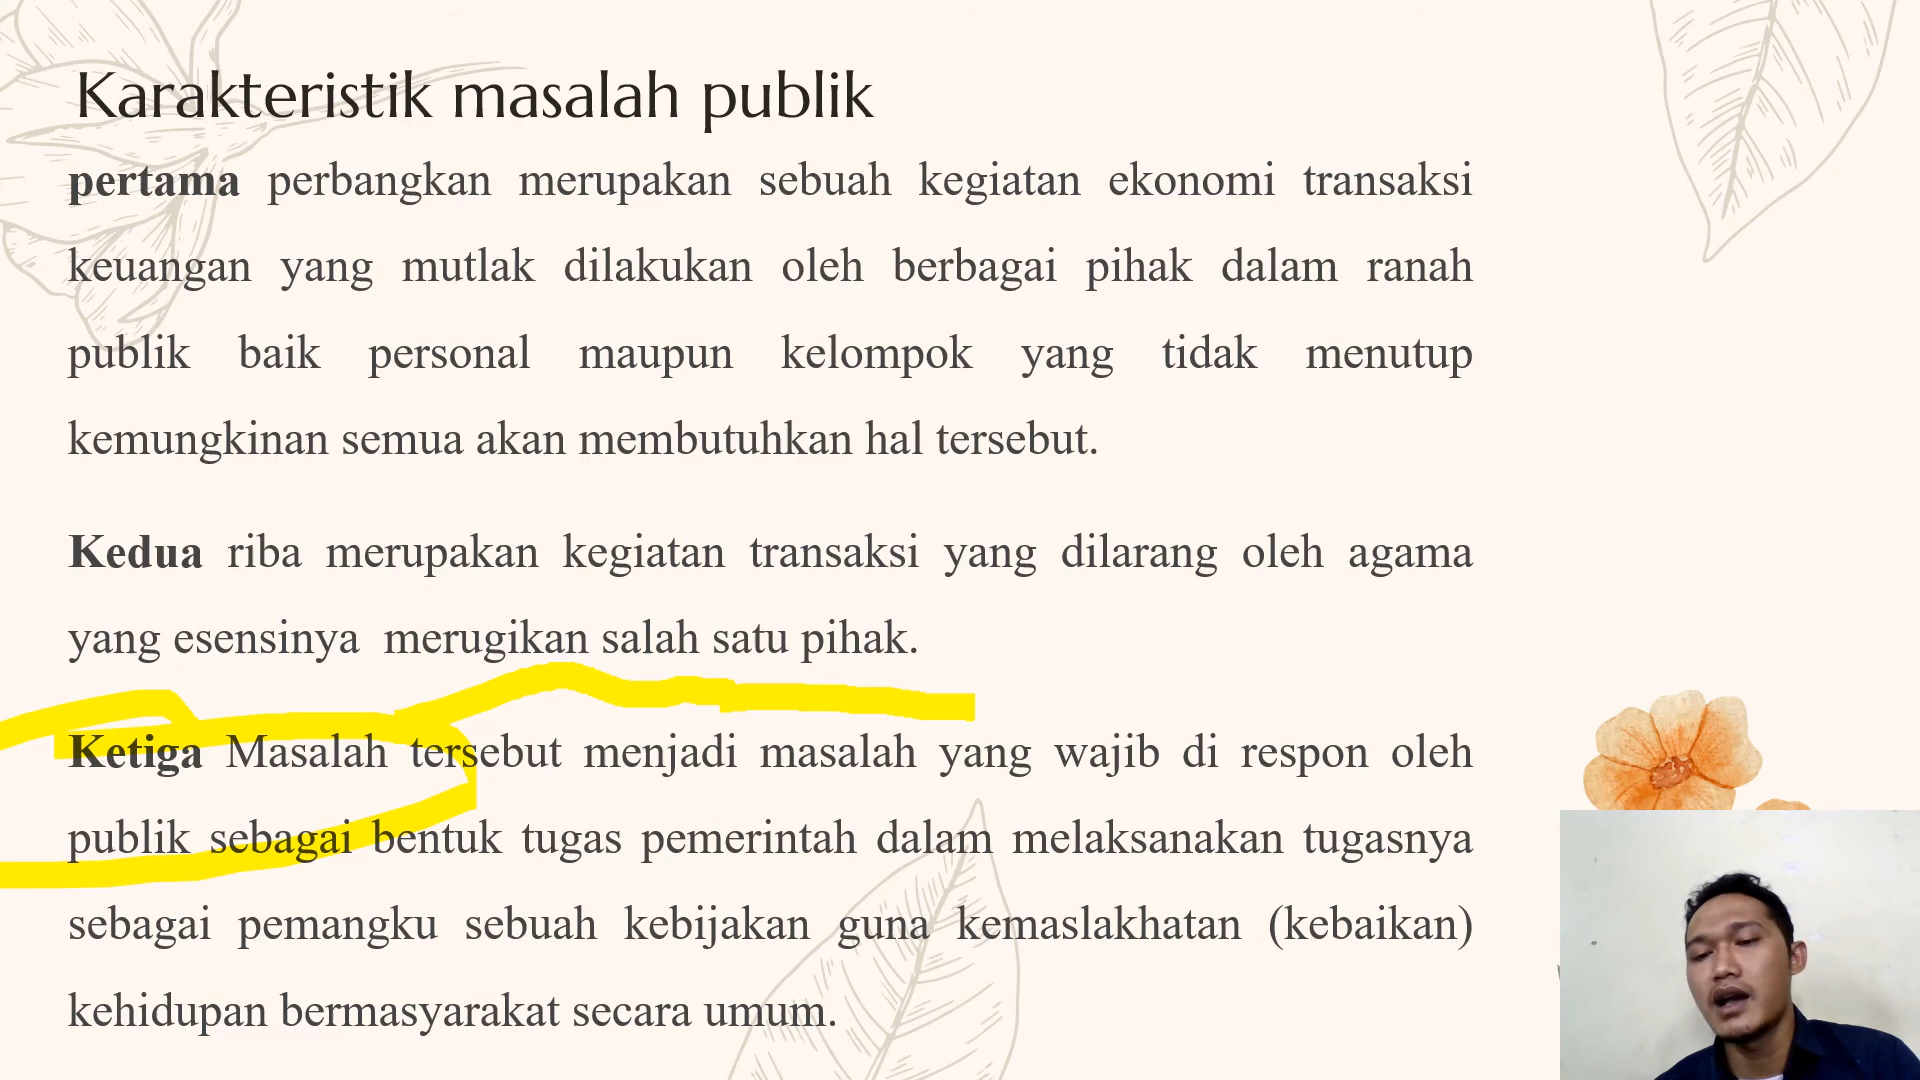 Karakteristik masalah publik
pertama perbangkan merupakan sebuah kegiatan ekonomi transaksi
keuangan yang mutlak dilakukan oleh berbagai pihak dalam ranah
publik baik personal maupun kelompok yang tidak menutup
kemungkinan semua akan membutuhkan hal tersebut.
Kedua riba merupakan kegiatan transaksi yang dilarang oleh agama
yang esensinya merugikan salah satu pihak.
Ketiga Masalah tersebut menjadi masalah yang wajib di respon oleh
publik sebagai bentuk tugas pemerintah dalam melaksanakan tugasnya
sebagai pemangku sebuah kebijakan guna kemaslakhatan (kebaikan)
kehidupan bermasyarakat secara umum.